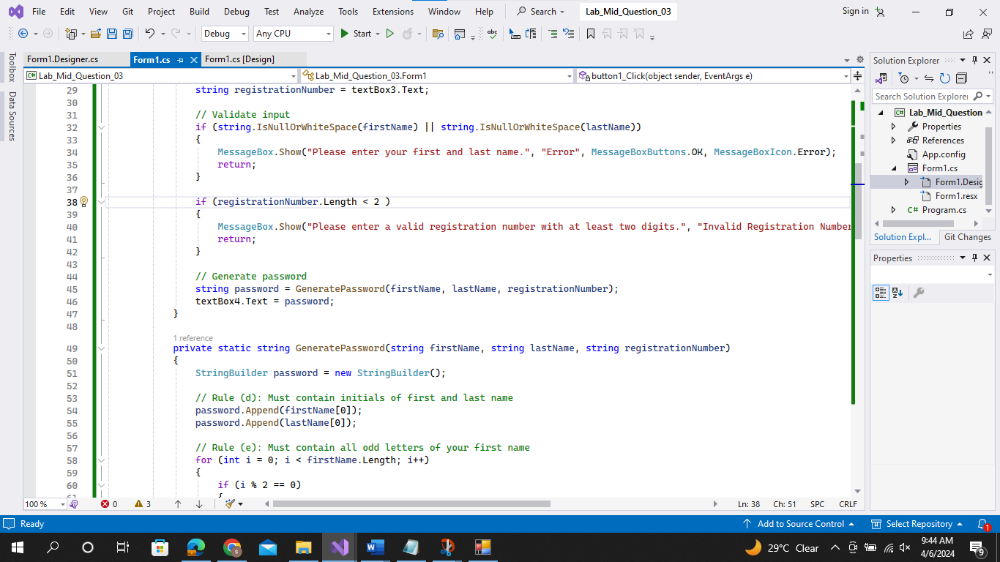 File Edit View Git Project Build Debug Test Analyze Tools Extensions Window Help Search Lab_Mid_Question_03 Sign in
Debug Any CPU Start
Toolbox
Data Sources
Form1.Designer.cs Form1.cs Form1.cs [Design]
Lab_Mid_Question_03 Lab_Mid_Question_03.Form1 button1_Click(object sender, EventArgs e)
29 string registrationNumber = textBox3.Text;
30
31 // Validate input
32 if (string.IsNullOrWhiteSpace(firstName) || string.IsNullOrWhiteSpace(lastName))
33 {
34 MessageBox.Show("Please enter your first and last name.", "Error", MessageBoxButtons.OK, MessageBoxIcon.Error);
35 return;
36 }
37
38 if (registrationNumber.Length < 2 )
39 {
40 MessageBox.Show("Please enter a valid registration number with at least two digits.", "Invalid Registration Number
41 return;
42 }
43
44 // Generate password
45 string password = GeneratePassword(firstName, lastName, registrationNumber);
46 textBox4.Text = password;
47 }
48
1 reference
49 private static string GeneratePassword(string firstName, string lastName, string registrationNumber)
50 {
51 StringBuilder password = new StringBuilder();
52
53 // Rule (d): Must contain initials of first and last name
54 password.Append(firstName[0]);
55 password.Append(lastName[0]);
56
57 // Rule (e): Must contain all odd letters of your first name
58 for (int i = 0; i < firstName.Length; i++)
59 {
60 if (i % 2 == 0)
61 {
100 % 0 3 Ln: 38 Ch: 51 SPC CRLF
Solution Explorer
Search Solution Explorer
Lab_Mid_Question
Properties
References
App.config
Form1.cs
Form1.Desig
Form1.resx
Program.cs
Solution Expl... Git Changes
Properties
Ready Add to Source Control Select Repository 1
29°C Clear 9:44 AM
4/6/2024
9